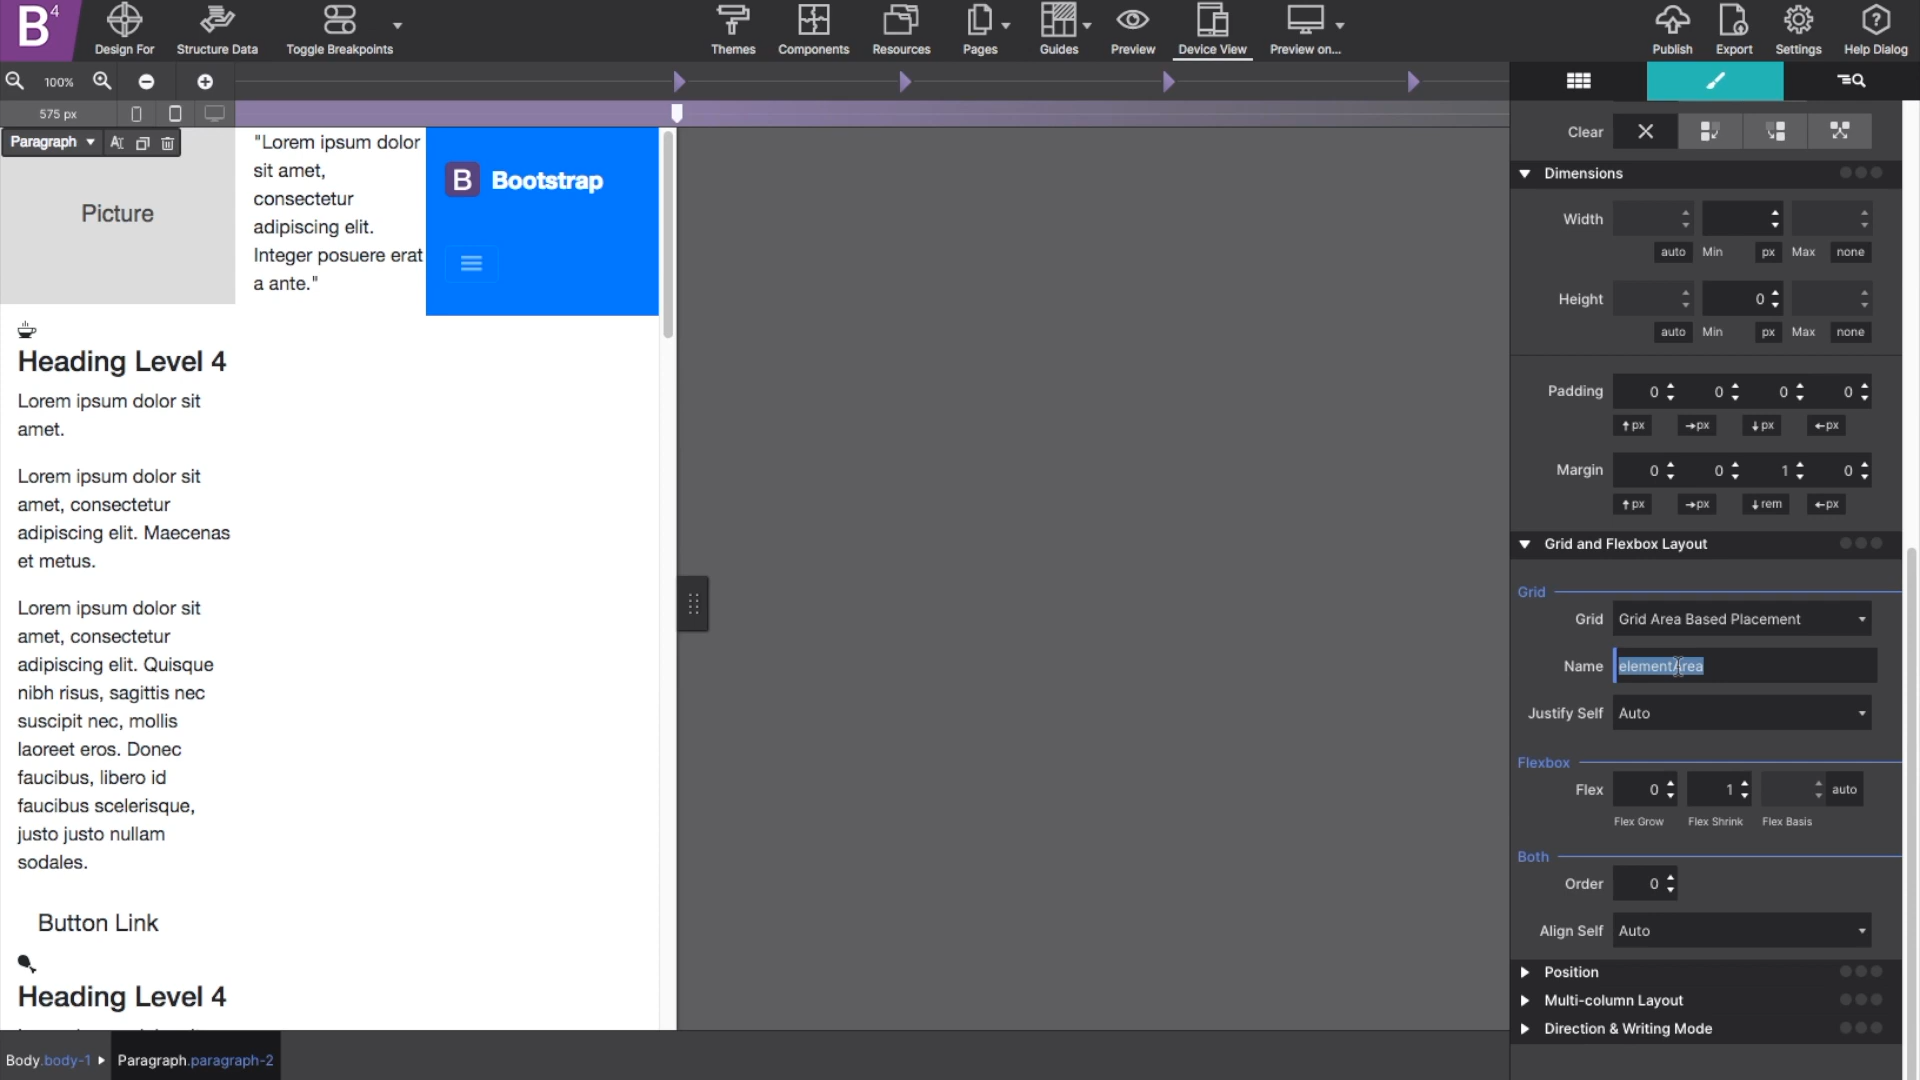 B4
Design For
Structure Data
Toggle Breakpoints
Themes
Components
Resources
Pages
Guides
Preview
Device View
Preview on...
Publish
Export
Settings
Help Dialog
100%
575 px
Paragraph
Picture
"Lorem ipsum dolor
sit amet,
consectetur
adipiscing elit.
Integer posuere erat
a ante."
B Bootstrap
Heading Level 4
Lorem ipsum dolor sit
amet.
Lorem ipsum dolor sit
amet, consectetur
adipiscing elit. Maecenas
et metus.
Lorem ipsum dolor sit
amet, consectetur
adipiscing elit. Quisque
nibh risus, sagittis nec
suscipit nec, mollis
laoreet eros. Donec
faucibus, libero id
faucibus scelerisque,
justo justo nullam
sodales.
Button Link
Heading Level 4
Body.body-1
Paragraph.paragraph-2
Clear
Dimensions
Width
auto Min px Max none
Height 0
auto Min px Max none
Padding 0 0 0 0
px px px px
Margin 0 0 1 0
px px rem px
Grid and Flexbox Layout
Grid
Grid Grid Area Based Placement
Name elementArea
Justify Self Auto
Flexbox
Flex 0 1 auto
Flex Grow Flex Shrink Flex Basis
Both
Order 0
Align Self Auto
Position
Multi-column Layout
Direction & Writing Mode